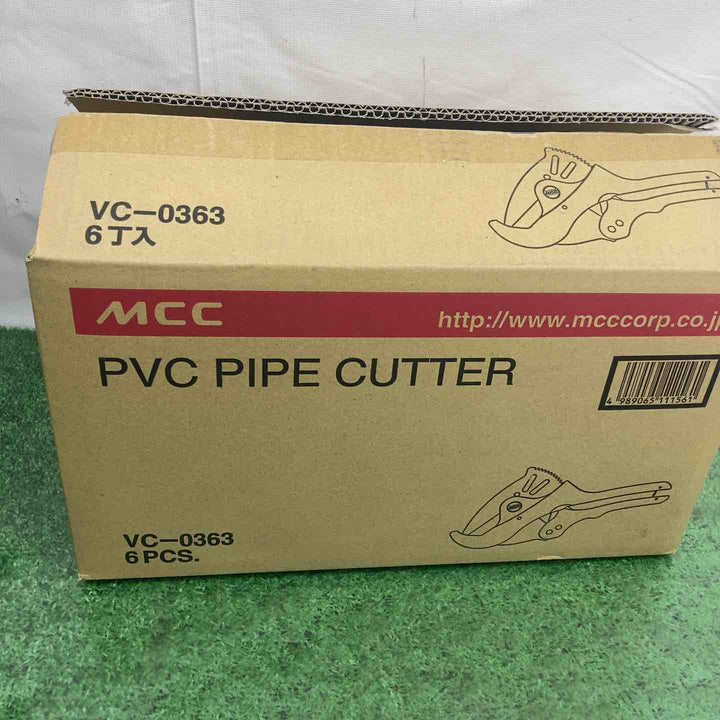 VC-0363
6丁入
MCC
http://www.mcccorp.co.jp
PVC PIPE CUTTER
4 989065 111561
VC-0363
6 PCS.